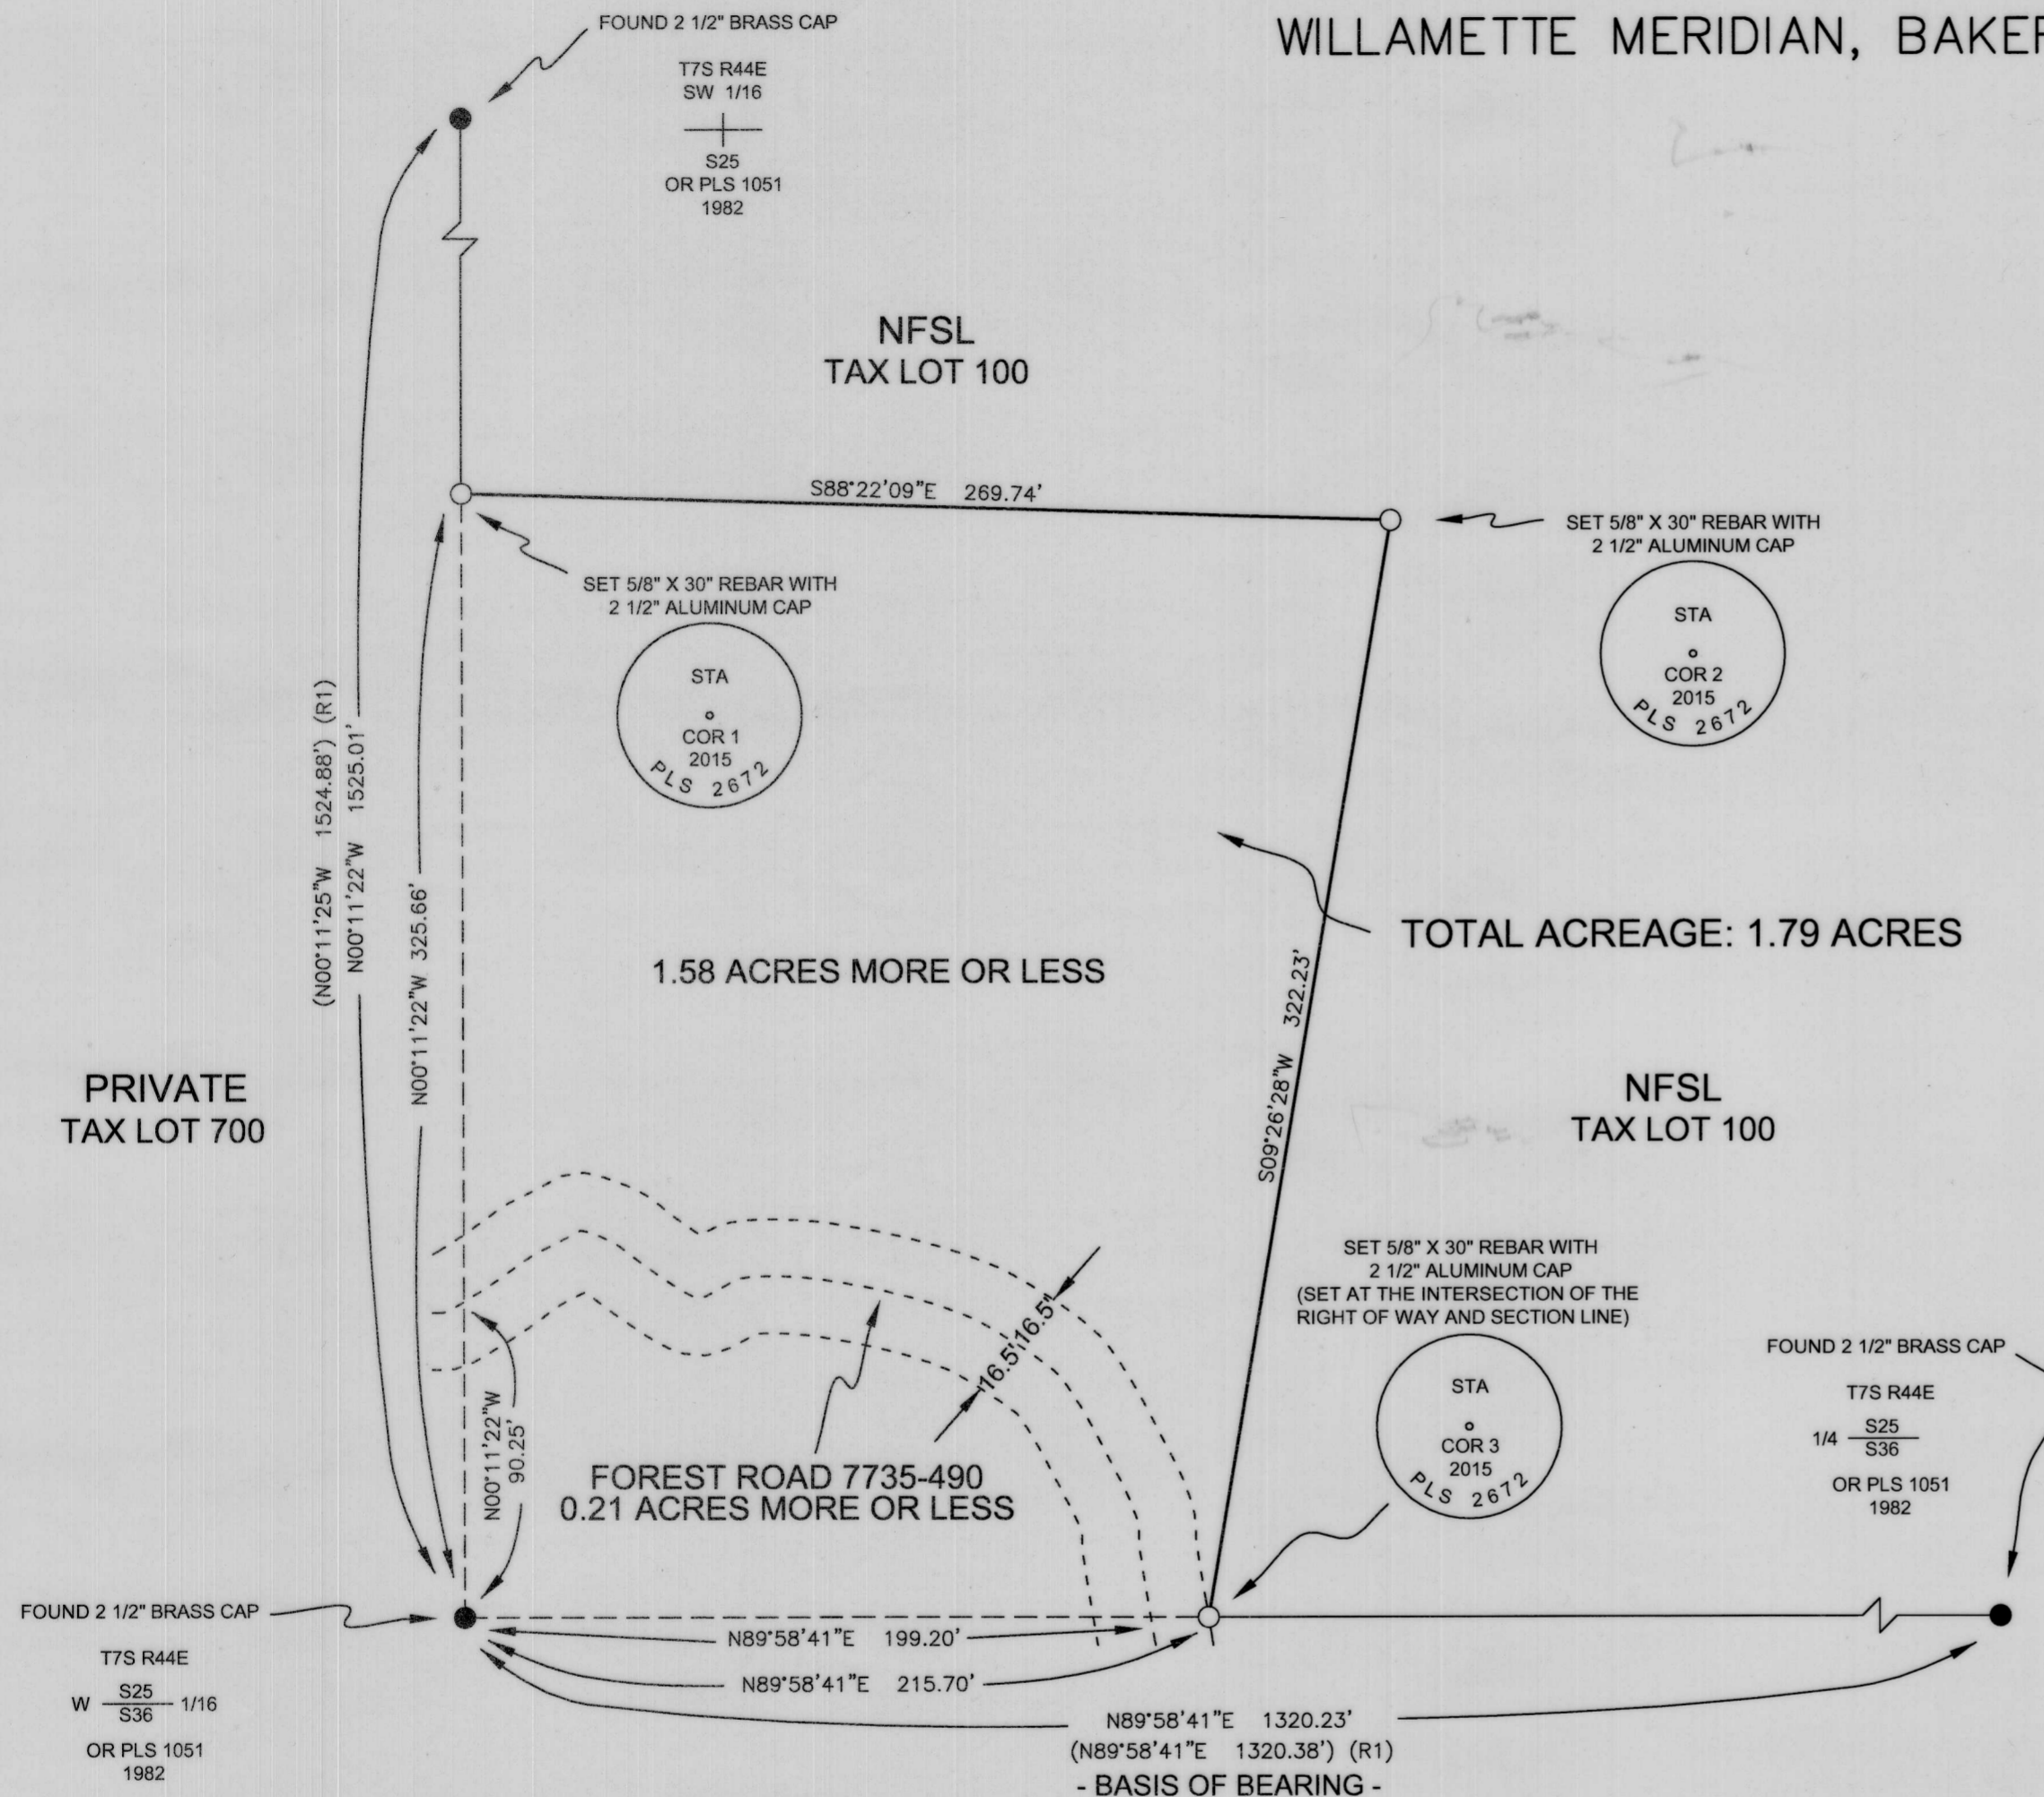 WILLAMETTE MERIDIAN, BAKER
FOUND 2 1/2" BRASS CAP
T7S R44E
SW 1/16
S25
OR PLS 1051
1982
NFSL
TAX LOT 100
S88°22'09"E 269.74'
SET 5/8" X 30" REBAR WITH
2 1/2" ALUMINUM CAP
STA
COR 1
2015
PLS 2672
SET 5/8" X 30" REBAR WITH
2 1/2" ALUMINUM CAP
STA
COR 2
2015
PLS 2672
(N00°11'25"W 1524.88') (R1)
N00°11'22"W 1525.01'
N00°11'22"W 325.66'
TOTAL ACREAGE: 1.79 ACRES
1.58 ACRES MORE OR LESS
S09°26'28"W 322.23'
PRIVATE
TAX LOT 700
NFSL
TAX LOT 100
SET 5/8" X 30" REBAR WITH
2 1/2" ALUMINUM CAP
(SET AT THE INTERSECTION OF THE
RIGHT OF WAY AND SECTION LINE)
STA
COR 3
2015
PLS 2672
16.5'
16.5'
N00°11'22"W
90.25'
FOREST ROAD 7735-490
0.21 ACRES MORE OR LESS
FOUND 2 1/2" BRASS CAP
T7S R44E
1/4 S25
S36
OR PLS 1051
1982
FOUND 2 1/2" BRASS CAP
T7S R44E
W S25 1/16
S36
OR PLS 1051
1982
N89°58'41"E 199.20'
N89°58'41"E 215.70'
N89°58'41"E 1320.23'
(N89°58'41"E 1320.38') (R1)
- BASIS OF BEARING -